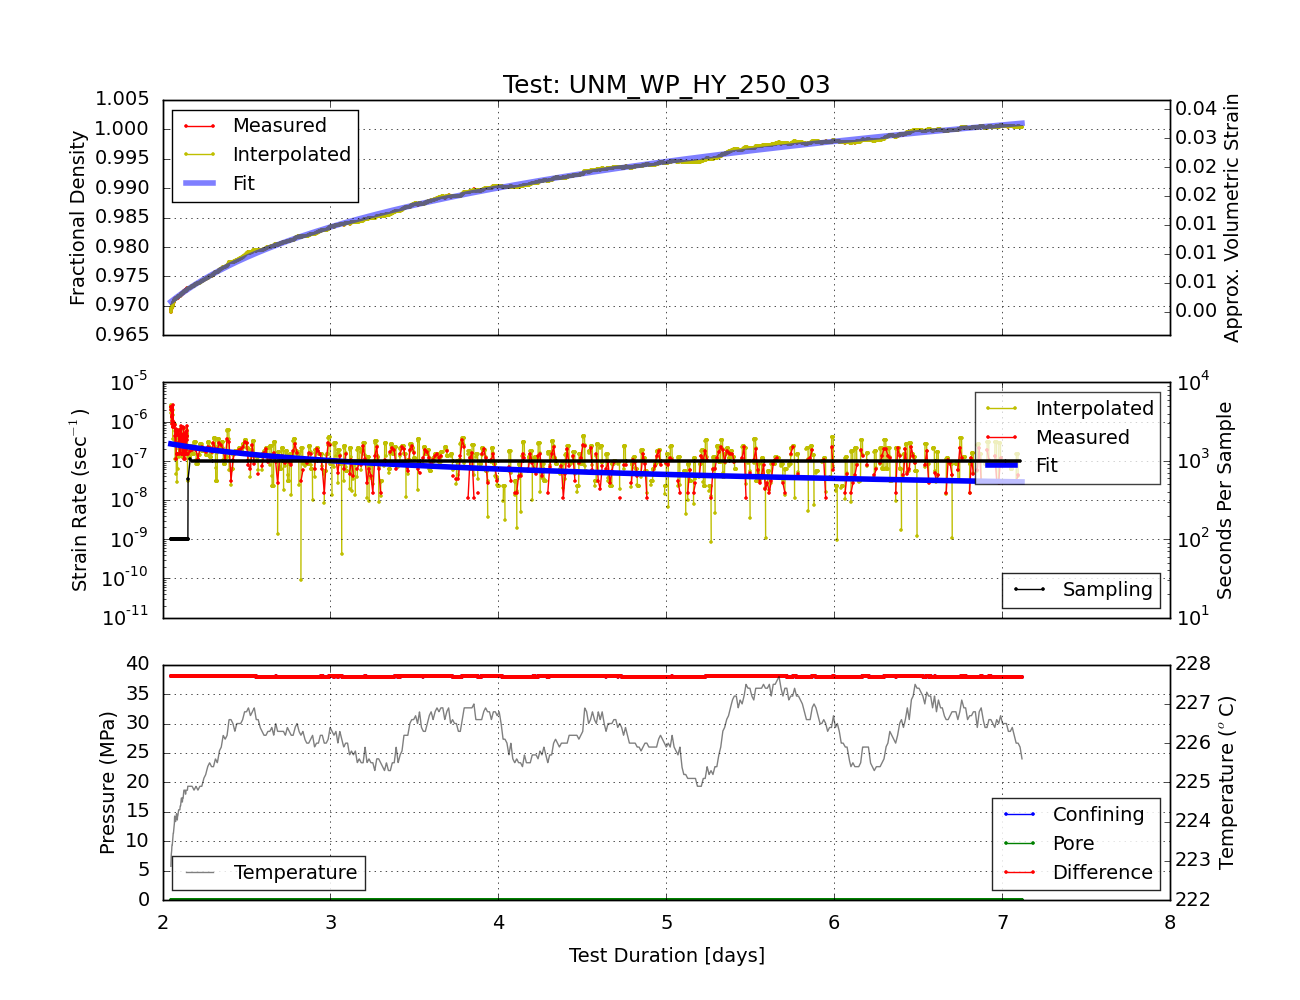 Test: UNM_WP_HY_250_03
1.005
1.000
0.995
0.990
0.985
0.980
0.975
0.970
0.965
Fractional Density
Measured
Interpolated
Fit
0.04
0.03
0.02
0.02
0.01
0.01
0.01
0.00
Approx. Volumetric Strain
10^-5
10^-6
10^-7
10^-8
10^-9
10^-10
10^-11
Strain Rate (sec^−1)
Interpolated
Measured
Fit
Sampling
10^4
10^3
10^2
10^1
Seconds Per Sample
40
35
30
25
20
15
10
5
0
Pressure (MPa)
Temperature
Confining
Pore
Difference
228
227
226
225
224
223
222
Temperature (^o C)
2 3 4 5 6 7 8
Test Duration [days]